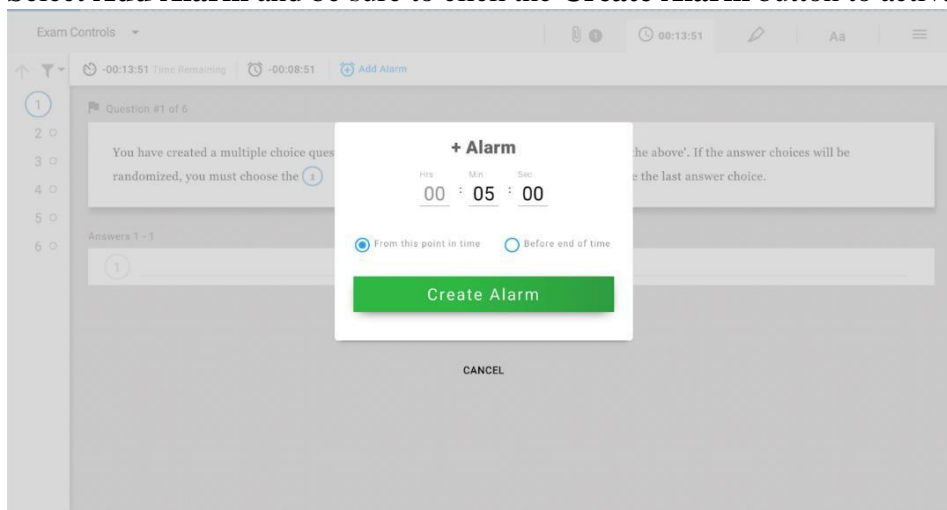 Select Add Alarm and be sure to click the Create Alarm button to active
Exam Controls
1
00:13:51
Aa
-00:13:51 Time Remaining
-00:08:51
Add Alarm
1
2
3
4
5
6
Question #1 of 6
You have created a multiple choice ques
he above'. If the answer choices will be
randomized, you must choose the 1
e the last answer choice.
Answers 1 - 1
1
+ Alarm
Hrs Min Sec
00 : 05 : 00
From this point in time
Before end of time
Create Alarm
CANCEL